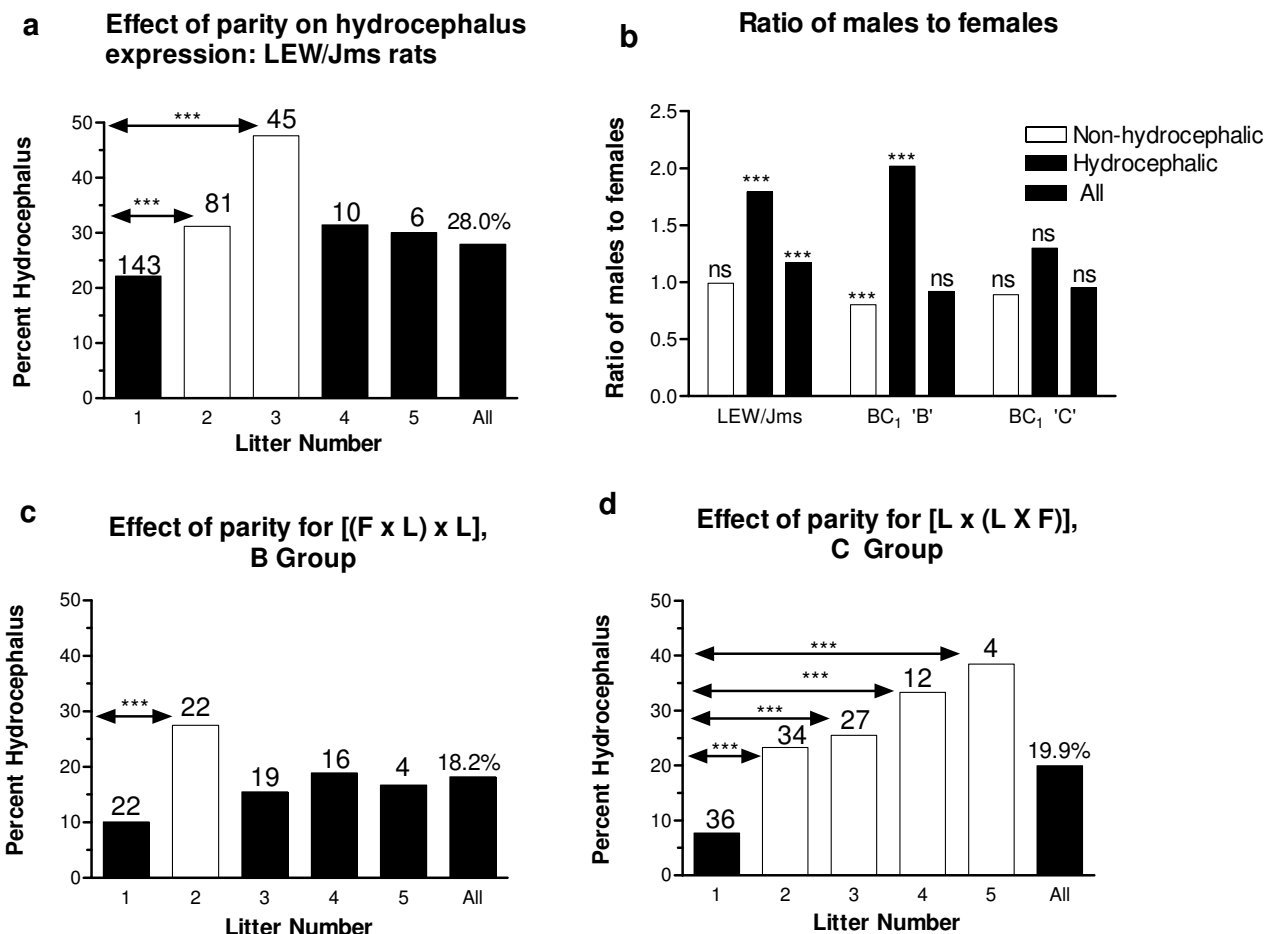 a
Effect of parity on hydrocephalus
expression: LEW/Jms rats
Percent Hydrocephalus
50
40
30
20
10
0
***
***
143
81
45
10
6
28.0%
1 2 3 4 5 All
Litter Number
b
Ratio of males to females
Ratio of males to females
2.5
2.0
1.5
1.0
0.5
0.0
Non-hydrocephalic
Hydrocephalic
All
ns
***
***
***
***
ns
ns
ns
ns
LEW/Jms BC1 'B' BC1 'C'
c
Effect of parity for [(F x L) x L],
B Group
Percent Hydrocephalus
50
40
30
20
10
0
***
22
22
19
16
4
18.2%
1 2 3 4 5 All
Litter Number
d
Effect of parity for [L x (L X F)],
C Group
Percent Hydrocephalus
50
40
30
20
10
0
***
***
***
***
36
34
27
12
4
19.9%
1 2 3 4 5 All
Litter Number